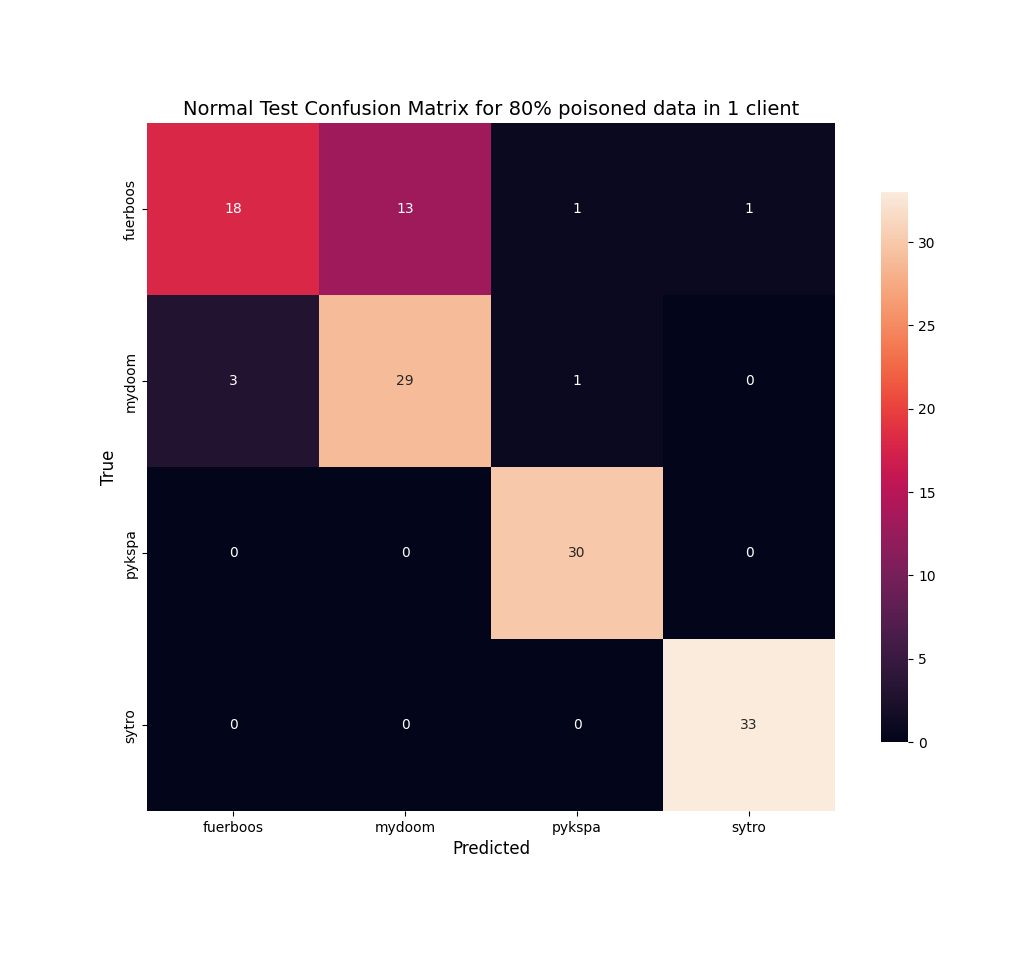 Normal Test Confusion Matrix for 80% poisoned data in 1 client
fuerboos
18
13
1
1
mydoom
3
29
1
0
pykspa
0
0
30
0
sytro
0
0
0
33
True
fuerboos
mydoom
pykspa
sytro
Predicted
30
25
20
15
10
5
0